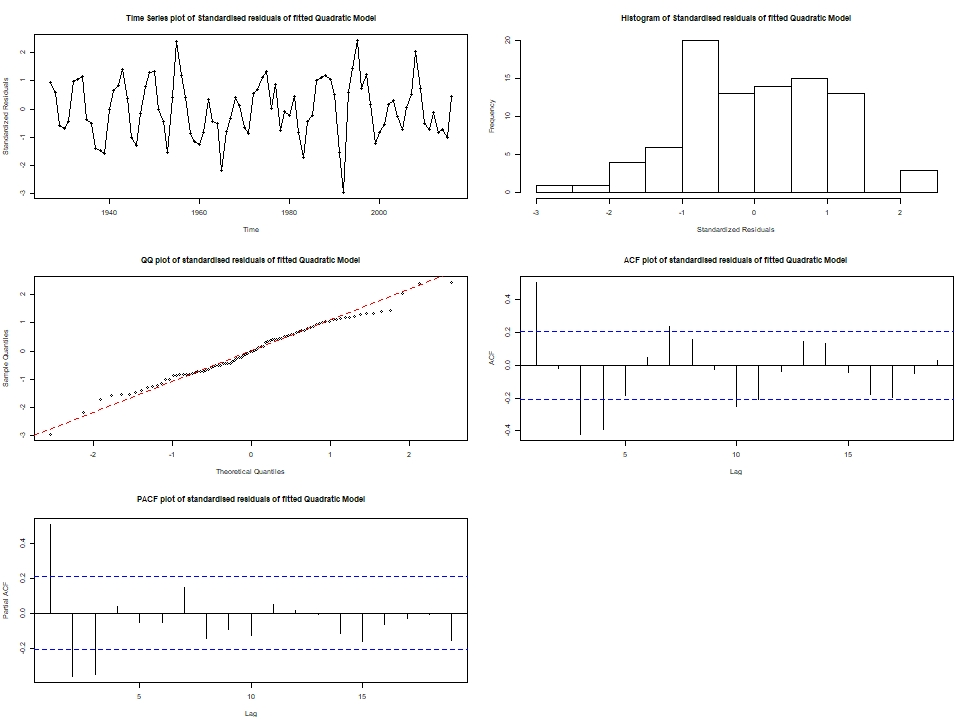 Time Series plot of Standardised residuals of fitted Quadratic Model
Standardized Residuals
2
1
0
-1
-2
-3
1940 1960 1980 2000
Time
Histogram of Standardised residuals of fitted Quadratic Model
Frequency
20
15
10
5
0
-3 -2 -1 0 1 2
Standardized Residuals
QQ plot of standardised residuals of fitted Quadratic Model
Sample Quantiles
2
1
0
-1
-2
-3
-2 -1 0 1 2
Theoretical Quantiles
ACF plot of standardised residuals of fitted Quadratic Model
ACF
0.4
0.2
0.0
-0.2
-0.4
5 10 15
Lag
PACF plot of standardised residuals of fitted Quadratic Model
Partial ACF
0.4
0.2
0.0
-0.2
5 10 15
Lag